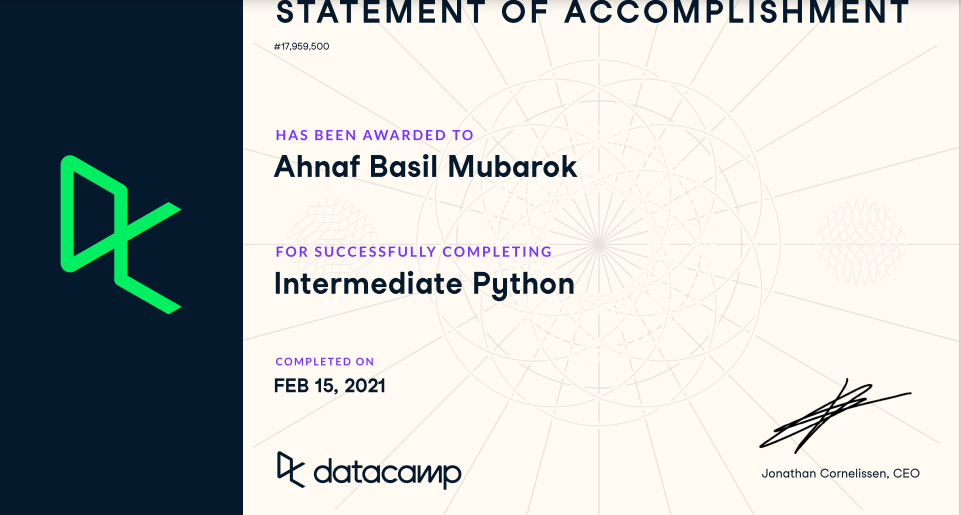 STATEMENT OF ACCOMPLISHMENT
#17,959,500
HAS BEEN AWARDED TO
Ahnaf Basil Mubarok
FOR SUCCESSFULLY COMPLETING
Intermediate Python
COMPLETED ON
FEB 15, 2021
datacamp
Jonathan Cornelissen, CEO